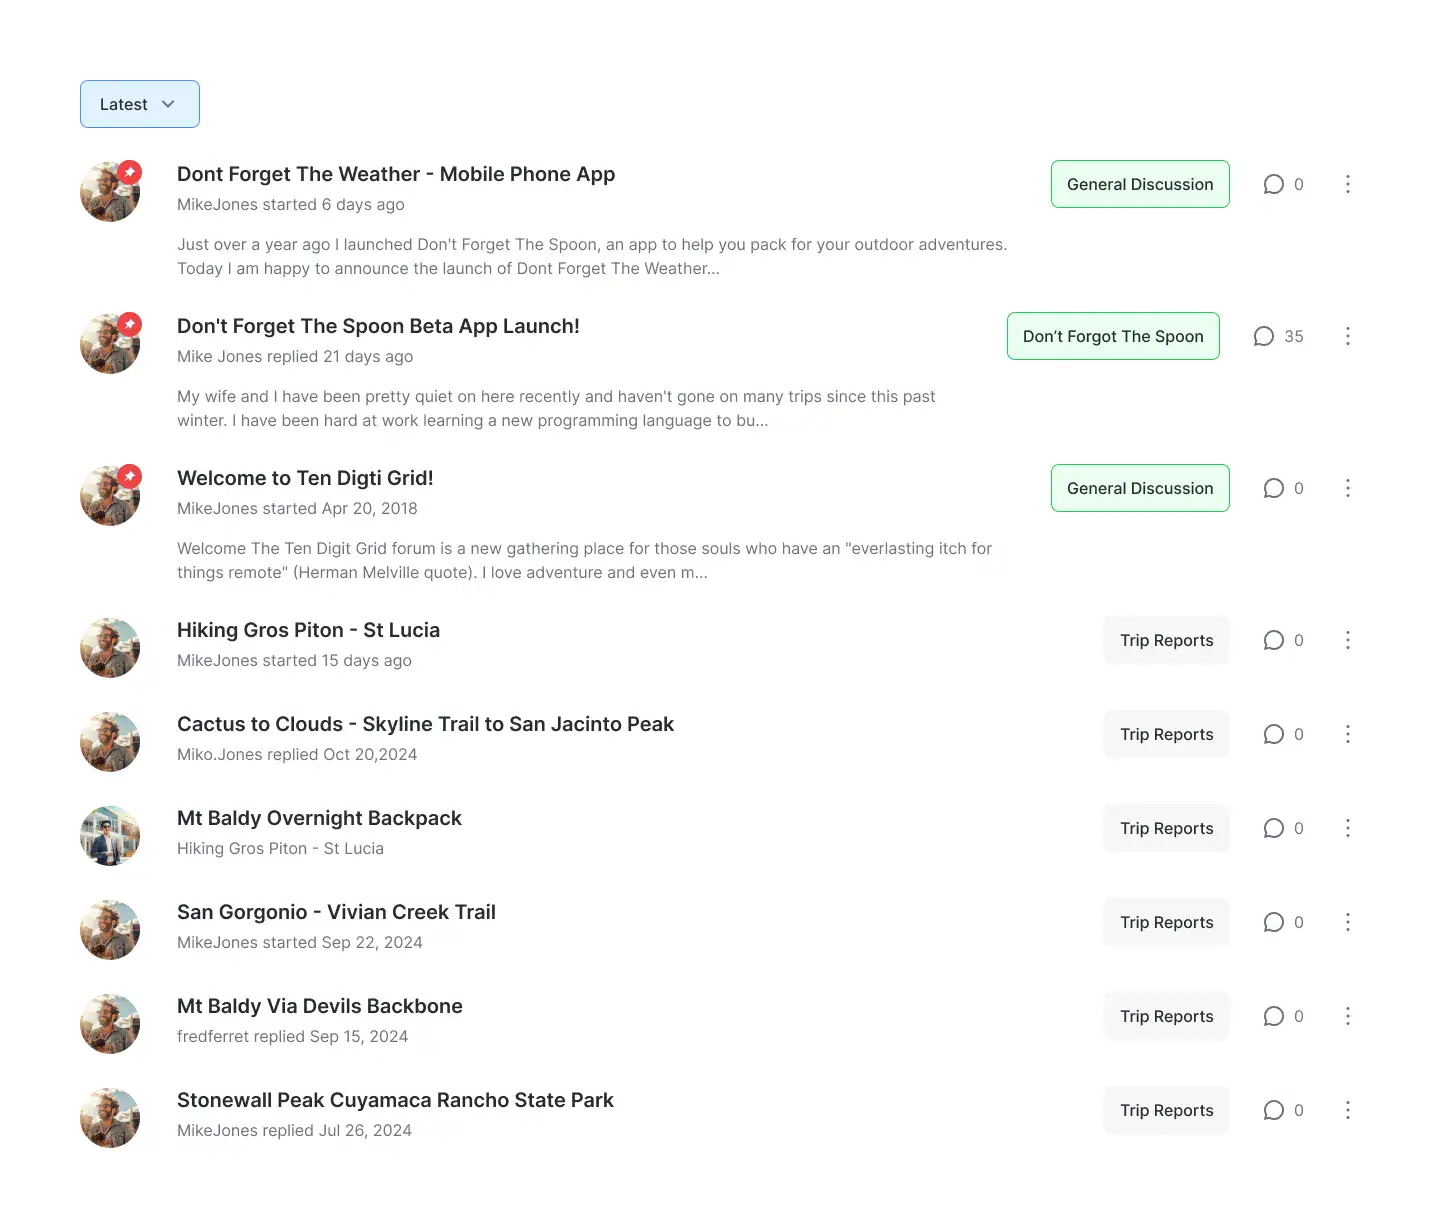 Latest
Dont Forget The Weather - Mobile Phone App
General Discussion
0
MikeJones started 6 days ago
Just over a year ago I launched Don't Forget The Spoon, an app to help you pack for your outdoor adventures.
Today I am happy to announce the launch of Dont Forget The Weather...
Don't Forget The Spoon Beta App Launch!
Don’t Forgot The Spoon
35
Mike Jones replied 21 days ago
My wife and I have been pretty quiet on here recently and haven't gone on many trips since this past
winter. I have been hard at work learning a new programming language to bu...
Welcome to Ten Digti Grid!
General Discussion
0
MikeJones started Apr 20, 2018
Welcome The Ten Digit Grid forum is a new gathering place for those souls who have an "everlasting itch for
things remote" (Herman Melville quote). I love adventure and even m...
Hiking Gros Piton - St Lucia
Trip Reports
0
MikeJones started 15 days ago
Cactus to Clouds - Skyline Trail to San Jacinto Peak
Trip Reports
0
Miko.Jones replied Oct 20,2024
Mt Baldy Overnight Backpack
Trip Reports
0
Hiking Gros Piton - St Lucia
San Gorgonio - Vivian Creek Trail
Trip Reports
0
MikeJones started Sep 22, 2024
Mt Baldy Via Devils Backbone
Trip Reports
0
fredferret replied Sep 15, 2024
Stonewall Peak Cuyamaca Rancho State Park
Trip Reports
0
MikeJones replied Jul 26, 2024